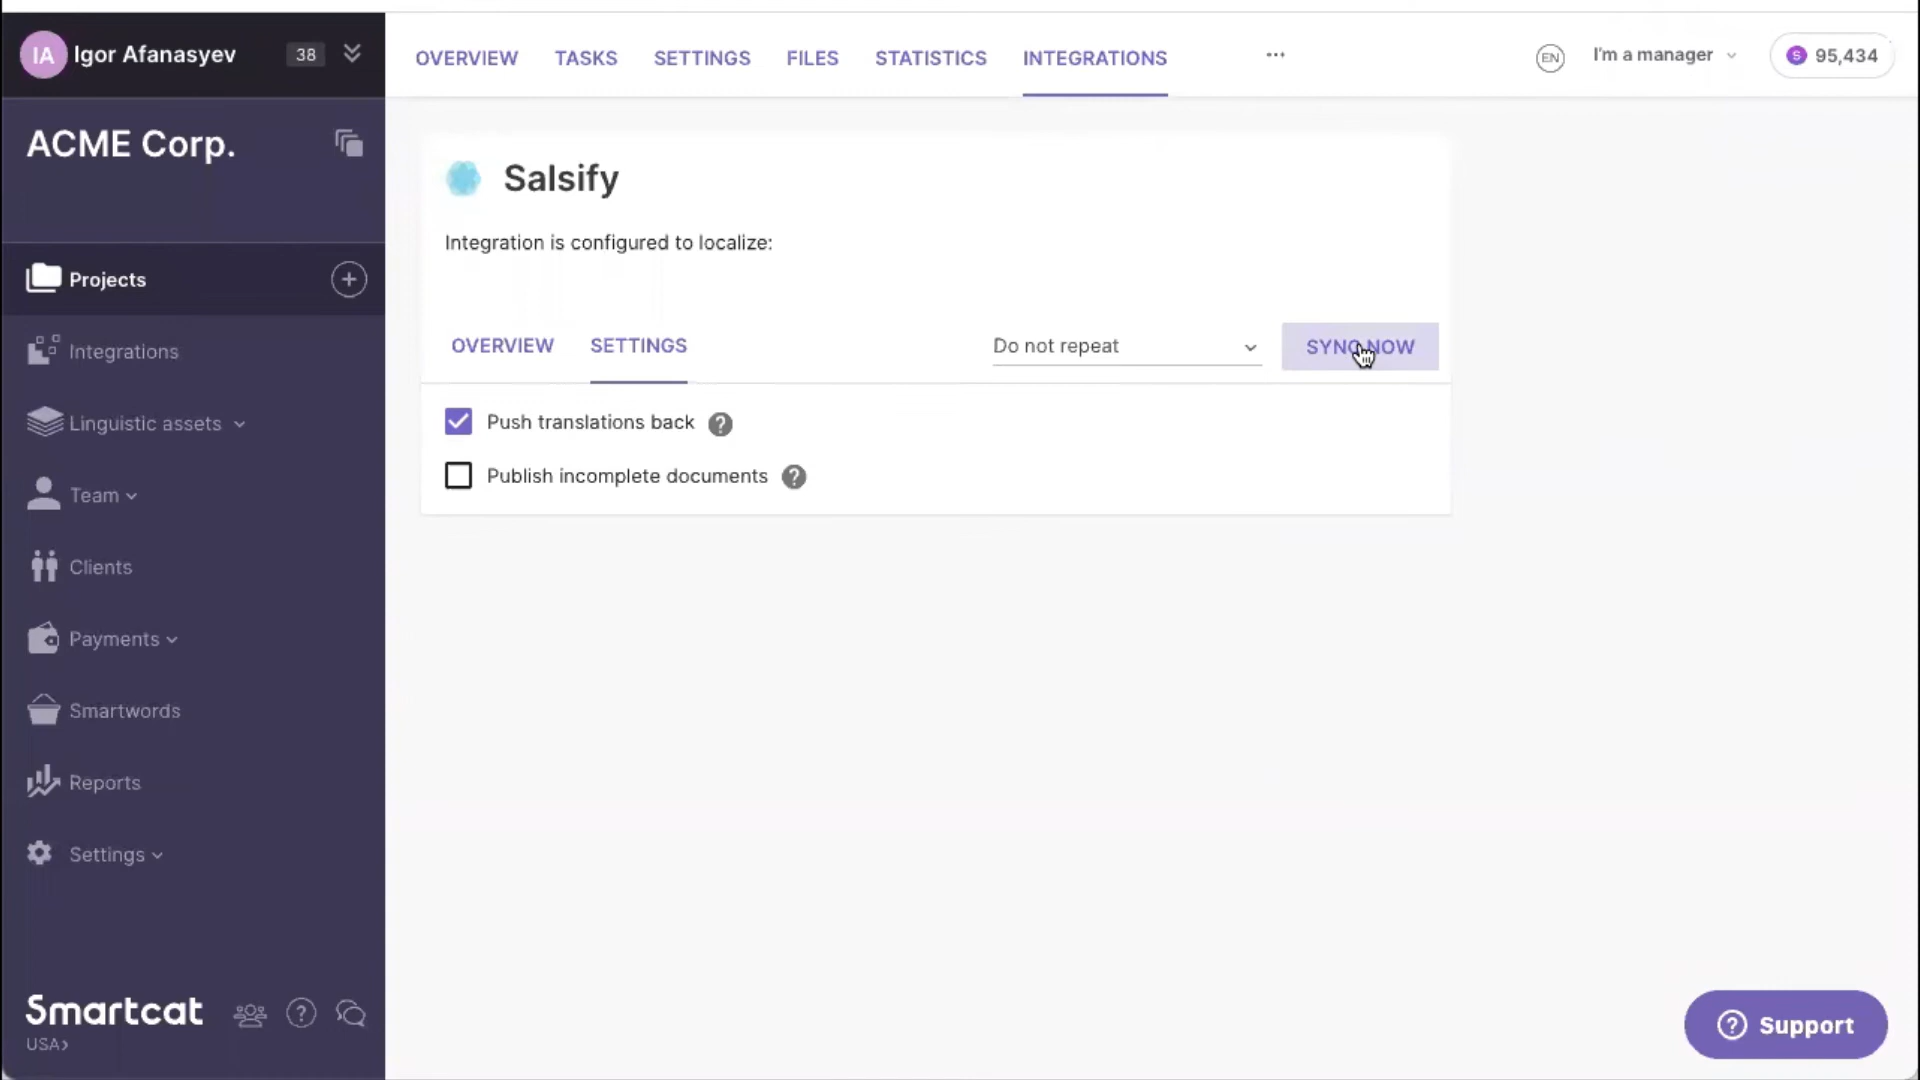 IA Igor Afanasyev 38
OVERVIEW TASKS SETTINGS FILES STATISTICS INTEGRATIONS ... EN I'm a manager S 95,434
ACME Corp.
Projects
Integrations
Linguistic assets
Team
Clients
Payments
Smartwords
Reports
Settings
Smartcat ?
USA›
Salsify
Integration is configured to localize:
OVERVIEW SETTINGS Do not repeat SYNC NOW
Push translations back ?
Publish incomplete documents ?
? Support